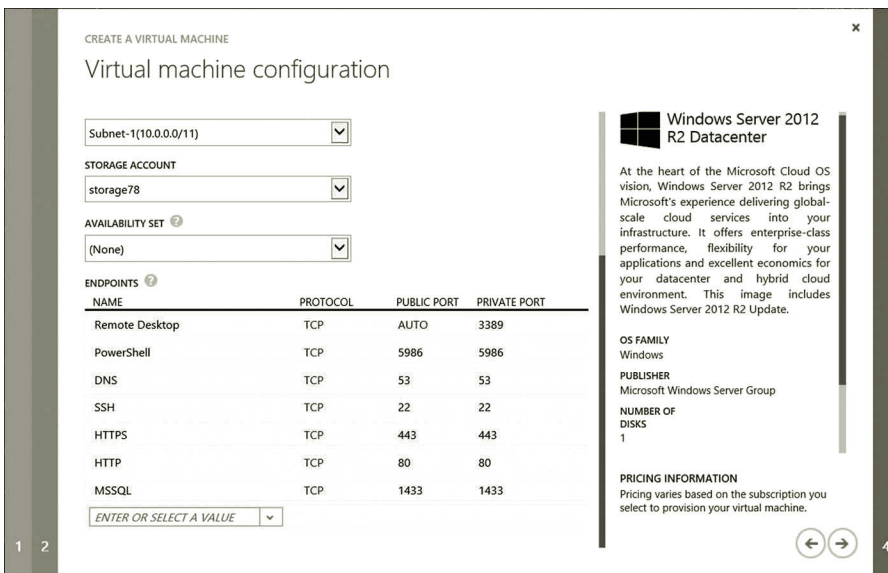 CREATE A VIRTUAL MACHINE
Virtual machine configuration
Subnet-1(10.0.0.0/11)
STORAGE ACCOUNT
storage78
AVAILABILITY SET ?
(None)
ENDPOINTS ?
NAME PROTOCOL PUBLIC PORT PRIVATE PORT
Remote Desktop TCP AUTO 3389
PowerShell TCP 5986 5986
DNS TCP 53 53
SSH TCP 22 22
HTTPS TCP 443 443
HTTP TCP 80 80
MSSQL TCP 1433 1433
ENTER OR SELECT A VALUE
Windows Server 2012
R2 Datacenter
At the heart of the Microsoft Cloud OS
vision, Windows Server 2012 R2 brings
Microsoft's experience delivering global-
scale cloud services into your
infrastructure. It offers enterprise-class
performance, flexibility for your
applications and excellent economics for
your datacenter and hybrid cloud
environment. This image includes
Windows Server 2012 R2 Update.
OS FAMILY
Windows
PUBLISHER
Microsoft Windows Server Group
NUMBER OF
DISKS
1
PRICING INFORMATION
Pricing varies based on the subscription you
select to provision your virtual machine.
1 2
4